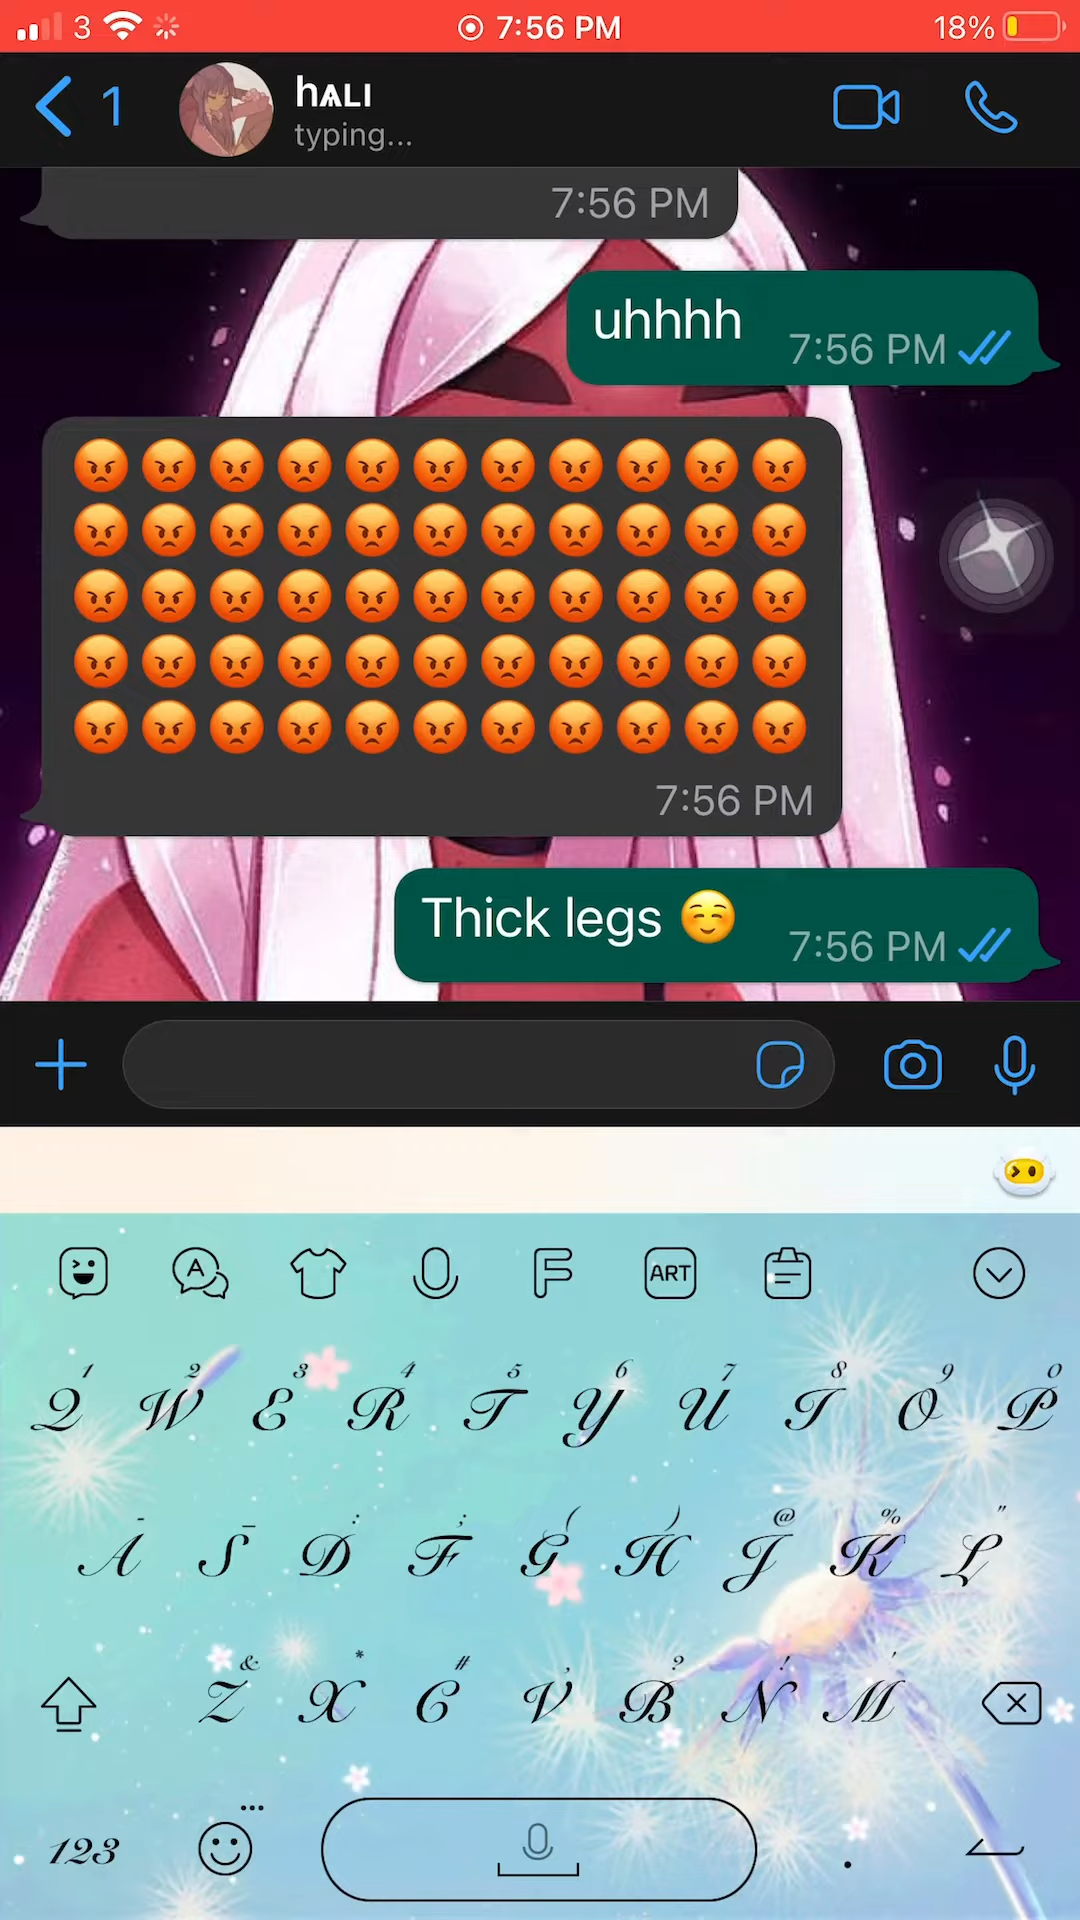 3 7:56 PM 18%
1 hᴀʟɪ
typing...
7:56 PM
uhhhh
7:56 PM
😡😡😡😡😡😡😡😡😡😡😡
😡😡😡😡😡😡😡😡😡😡😡
😡😡😡😡😡😡😡😡😡😡😡
😡😡😡😡😡😡😡😡😡😡😡
😡😡😡😡😡😡😡😡😡😡😡
7:56 PM
Thick legs ☺️
7:56 PM
A F ART
1 2 3 4 5 6 7 8 9 0
Q W E R T Y U I O P
- – : ; ( ) @ % "
A S D F G H J K L
& * # , ? ! '
Z X C V B N M
123 .